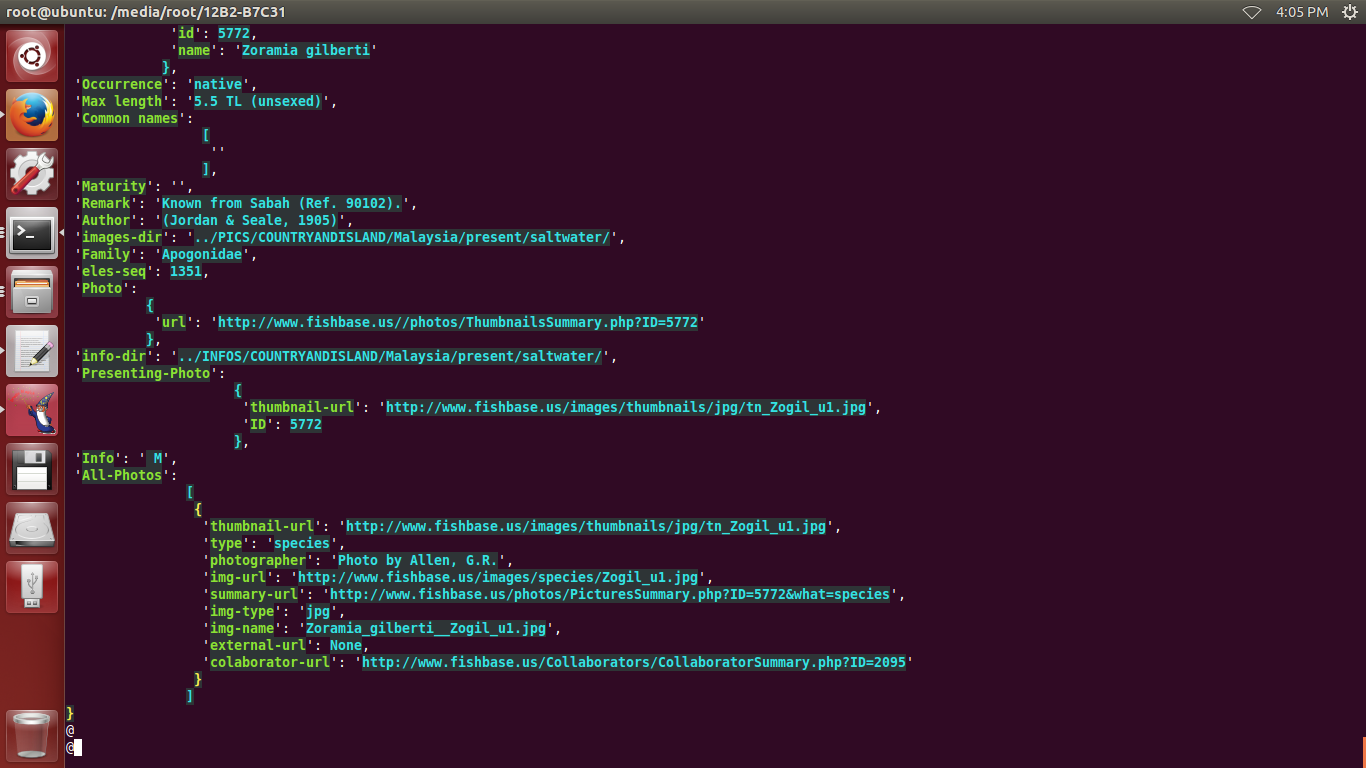 root@ubuntu: /media/root/12B2-B7C31
4:05 PM
'id': 5772,
'name': 'Zoramia gilberti'
},
'Occurrence': 'native',
'Max length': '5.5 TL (unsexed)',
'Common names':
[
''
],
'Maturity': '',
'Remark': 'Known from Sabah (Ref. 90102).',
'Author': '(Jordan & Seale, 1905)',
'images-dir': '../PICS/COUNTRYANDISLAND/Malaysia/present/saltwater/',
'Family': 'Apogonidae',
'eles-seq': 1351,
'Photo':
{
'url': 'http://www.fishbase.us//photos/ThumbnailsSummary.php?ID=5772'
},
'info-dir': '../INFOS/COUNTRYANDISLAND/Malaysia/present/saltwater/',
'Presenting-Photo':
{
'thumbnail-url': 'http://www.fishbase.us/images/thumbnails/jpg/tn_Zogil_u1.jpg',
'ID': 5772
},
'Info': ' M',
'All-Photos':
[
{
'thumbnail-url': 'http://www.fishbase.us/images/thumbnails/jpg/tn_Zogil_u1.jpg',
'type': 'species',
'photographer': 'Photo by Allen, G.R.',
'img-url': 'http://www.fishbase.us/images/species/Zogil_u1.jpg',
'summary-url': 'http://www.fishbase.us/photos/PicturesSummary.php?ID=5772&what=species',
'img-type': 'jpg',
'img-name': 'Zoramia_gilberti__Zogil_u1.jpg',
'external-url': None,
'colaborator-url': 'http://www.fishbase.us/Collaborators/CollaboratorSummary.php?ID=2095'
}
]
}
@
@